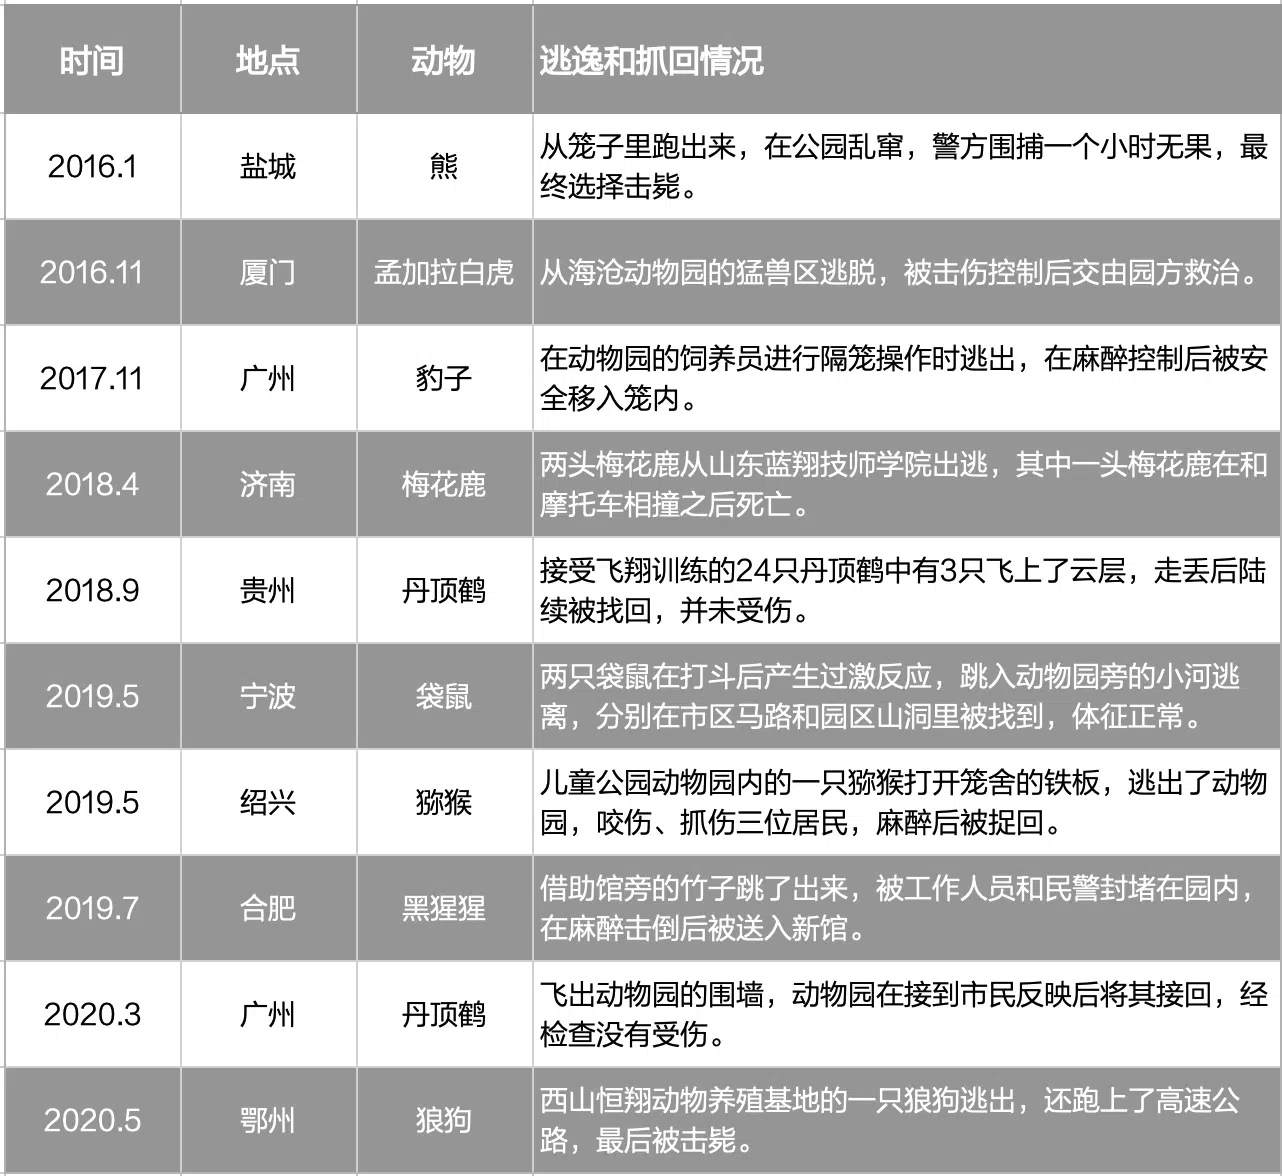 时间 地点 动物 逃逸和抓回情况
2016.1 盐城 熊 从笼子里跑出来，在公园乱窜，警方围捕一个小时无果，最
终选择击毙。
2016.11 厦门 孟加拉白虎 从海沧动物园的猛兽区逃脱，被击伤控制后交由园方救治。
2017.11 广州 豹子 在动物园的饲养员进行隔笼操作时逃出，在麻醉控制后被安
全移入笼内。
2018.4 济南 梅花鹿 两头梅花鹿从山东蓝翔技师学院出逃，其中一头梅花鹿在和
摩托车相撞之后死亡。
2018.9 贵州 丹顶鹤 接受飞翔训练的24只丹顶鹤中有3只飞上了云层，走丢后陆
续被找回，并未受伤。
2019.5 宁波 袋鼠 两只袋鼠在打斗后产生过激反应，跳入动物园旁的小河逃
离，分别在市区马路和园区山洞里被找到，体征正常。
2019.5 绍兴 猕猴 儿童公园动物园内的一只猕猴打开笼舍的铁板，逃出了动物
园，咬伤、抓伤三位居民，麻醉后被捉回。
2019.7 合肥 黑猩猩 借助馆旁的竹子跳了出来，被工作人员和民警封堵在园内，
在麻醉击倒后被送入新馆。
2020.3 广州 丹顶鹤 飞出动物园的围墙，动物园在接到市民反映后将其接回，经
检查没有受伤。
2020.5 鄂州 狼狗 西山恒翔动物养殖基地的一只狼狗逃出，还跑上了高速公
路，最后被击毙。